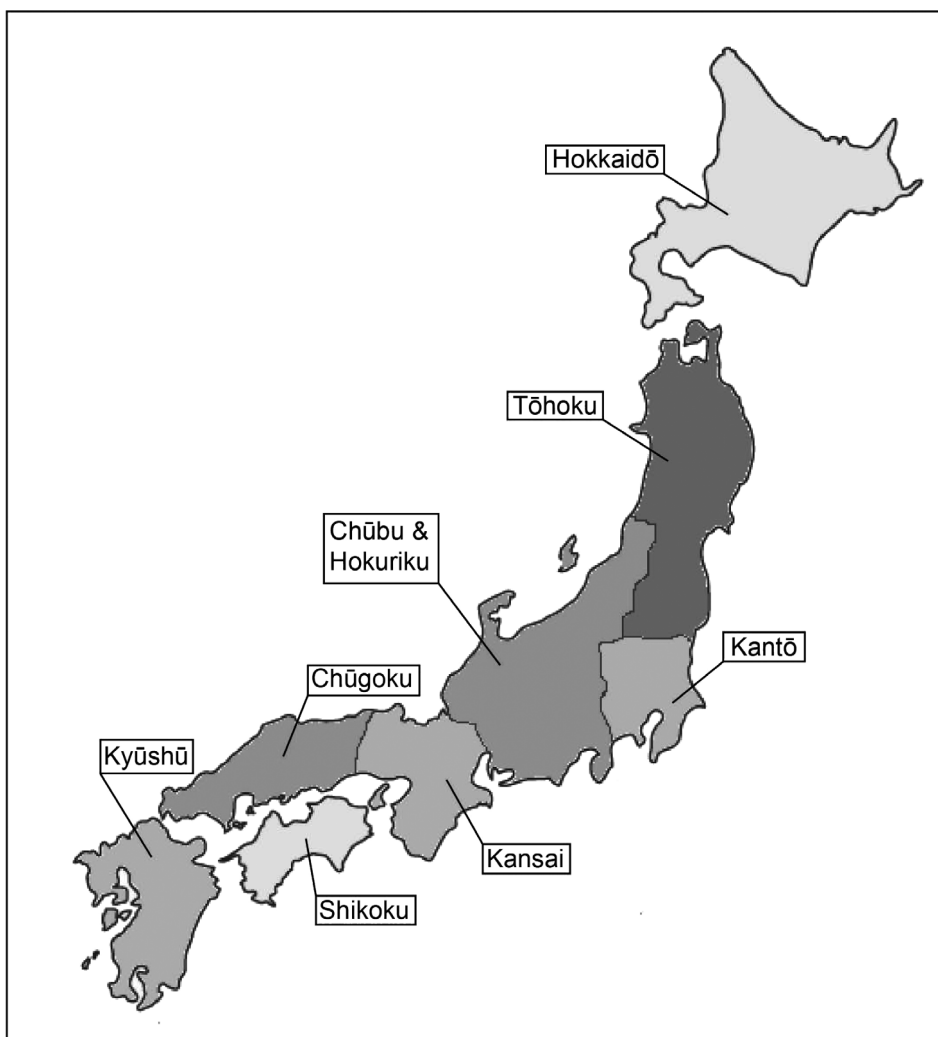 Hokkaidō
Tōhoku
Chūbu &
Hokuriku
Kantō
Chūgoku
Kyūshū
Kansai
Shikoku